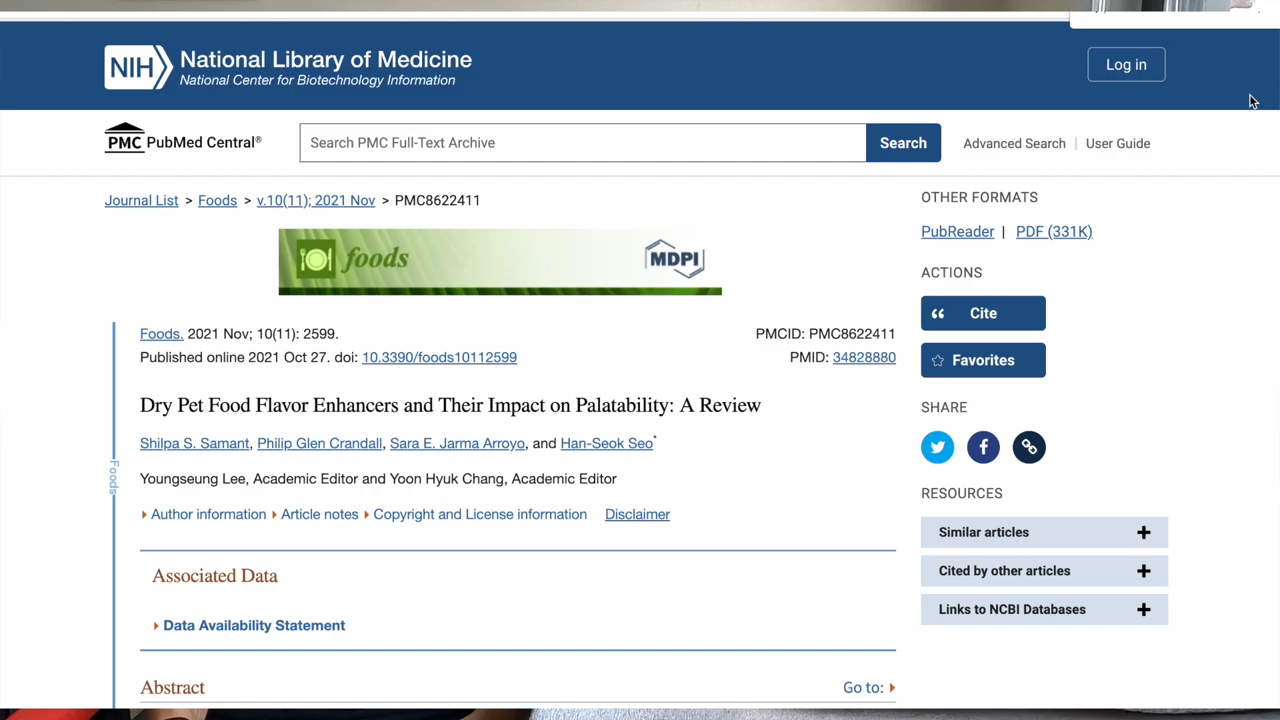 NIH
National Library of Medicine
National Center for Biotechnology Information
Log in
PMC PubMed Central®
Search PMC Full-Text Archive
Search
Advanced Search | User Guide
Journal List > Foods > v.10(11); 2021 Nov > PMC8622411
foods
MDPI
Foods. 2021 Nov; 10(11): 2599.
PMCID: PMC8622411
Published online 2021 Oct 27. doi: 10.3390/foods10112599
PMID: 34828880
Dry Pet Food Flavor Enhancers and Their Impact on Palatability: A Review
Shilpa S. Samant, Philip Glen Crandall, Sara E. Jarma Arroyo, and Han-Seok Seo*
Youngseung Lee, Academic Editor and Yoon Hyuk Chang, Academic Editor
Author information Article notes Copyright and License information Disclaimer
Foods
Associated Data
Data Availability Statement
Abstract
Go to:
OTHER FORMATS
PubReader | PDF (331K)
ACTIONS
Cite
Favorites
SHARE
RESOURCES
Similar articles
Cited by other articles
Links to NCBI Databases